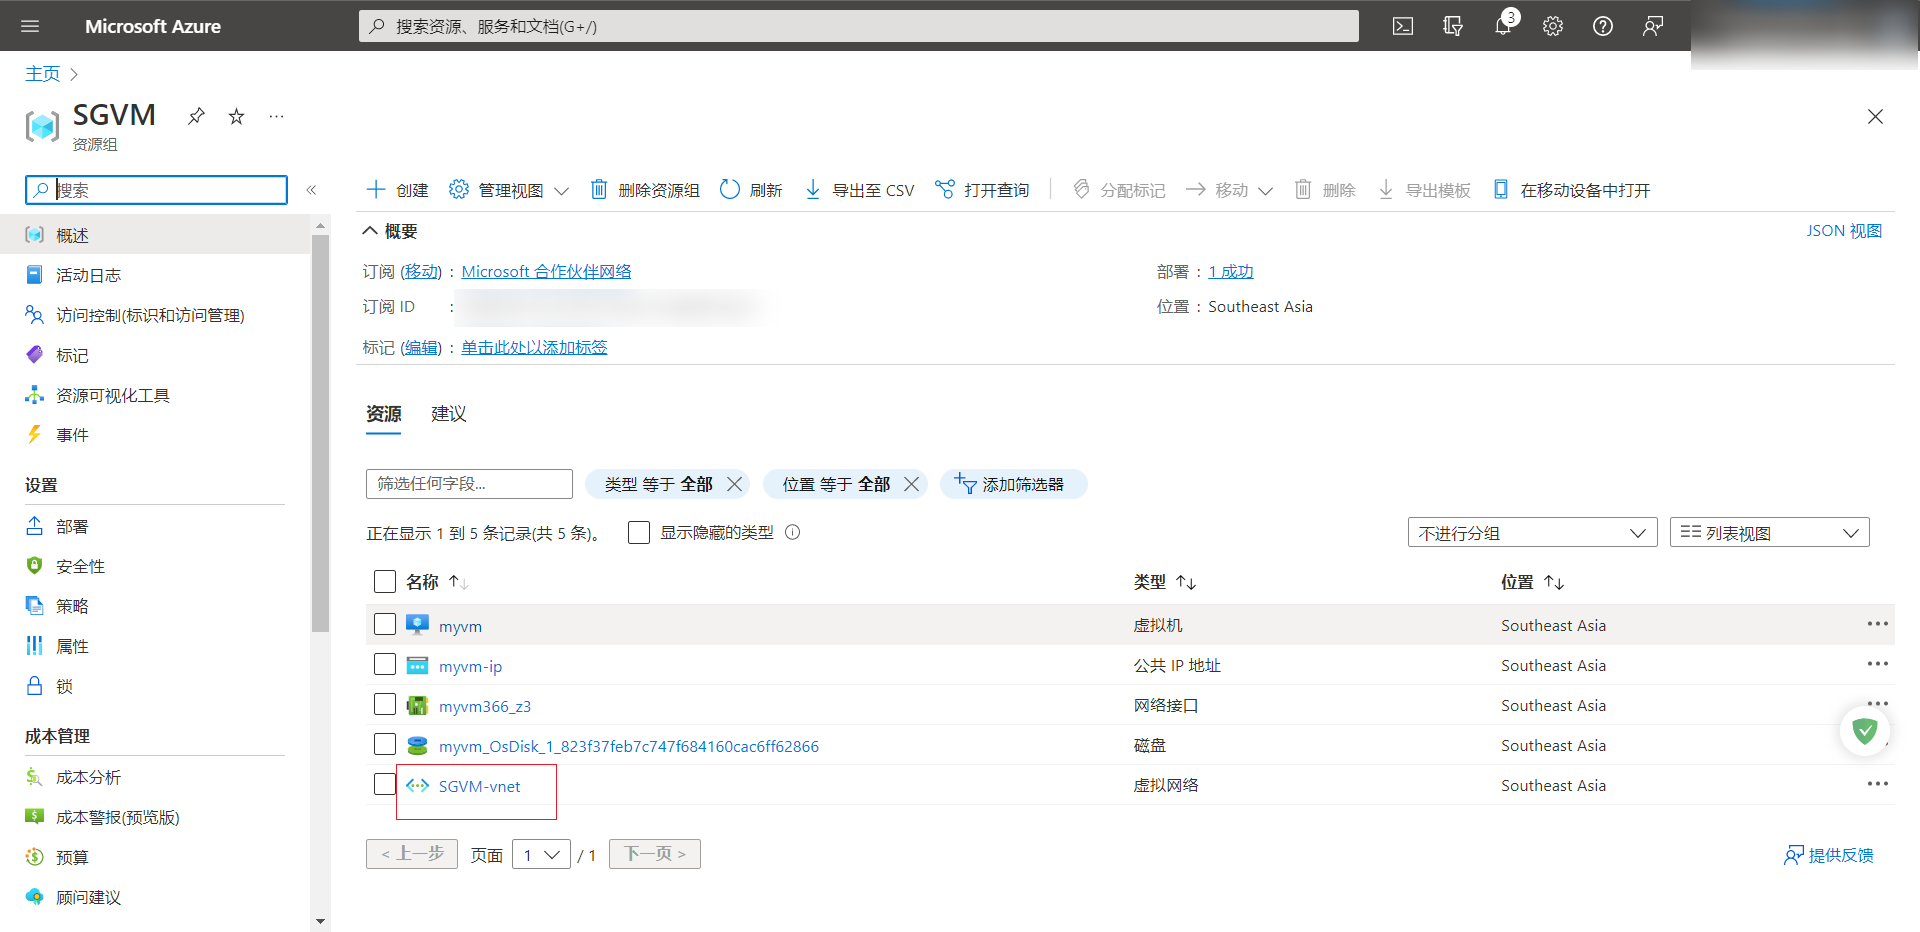 Microsoft Azure
搜索资源、服务和文档(G+/)
3
主页
SGVM
资源组
搜索
概述
活动日志
访问控制(标识和访问管理)
标记
资源可视化工具
事件
设置
部署
安全性
策略
属性
锁
成本管理
成本分析
成本警报(预览版)
预算
顾问建议
创建 管理视图 删除资源组 刷新 导出至 CSV 打开查询 分配标记 移动 删除 导出模板 在移动设备中打开
概要 JSON 视图
订阅 (移动) : Microsoft 合作伙伴网络 部署 : 1 成功
订阅 ID : 位置 : Southeast Asia
标记 (编辑) : 单击此处以添加标签
资源 建议
筛选任何字段... 类型 等于 全部 位置 等于 全部 添加筛选器
正在显示 1 到 5 条记录(共 5 条)。 显示隐藏的类型 不进行分组 列表视图
名称 类型 位置
myvm 虚拟机 Southeast Asia
myvm-ip 公共 IP 地址 Southeast Asia
myvm366_z3 网络接口 Southeast Asia
myvm_OsDisk_1_823f37feb7c747f684160cac6ff62866 磁盘 Southeast Asia
SGVM-vnet 虚拟网络 Southeast Asia
< 上一步 页面 1 / 1 下一页 > 提供反馈